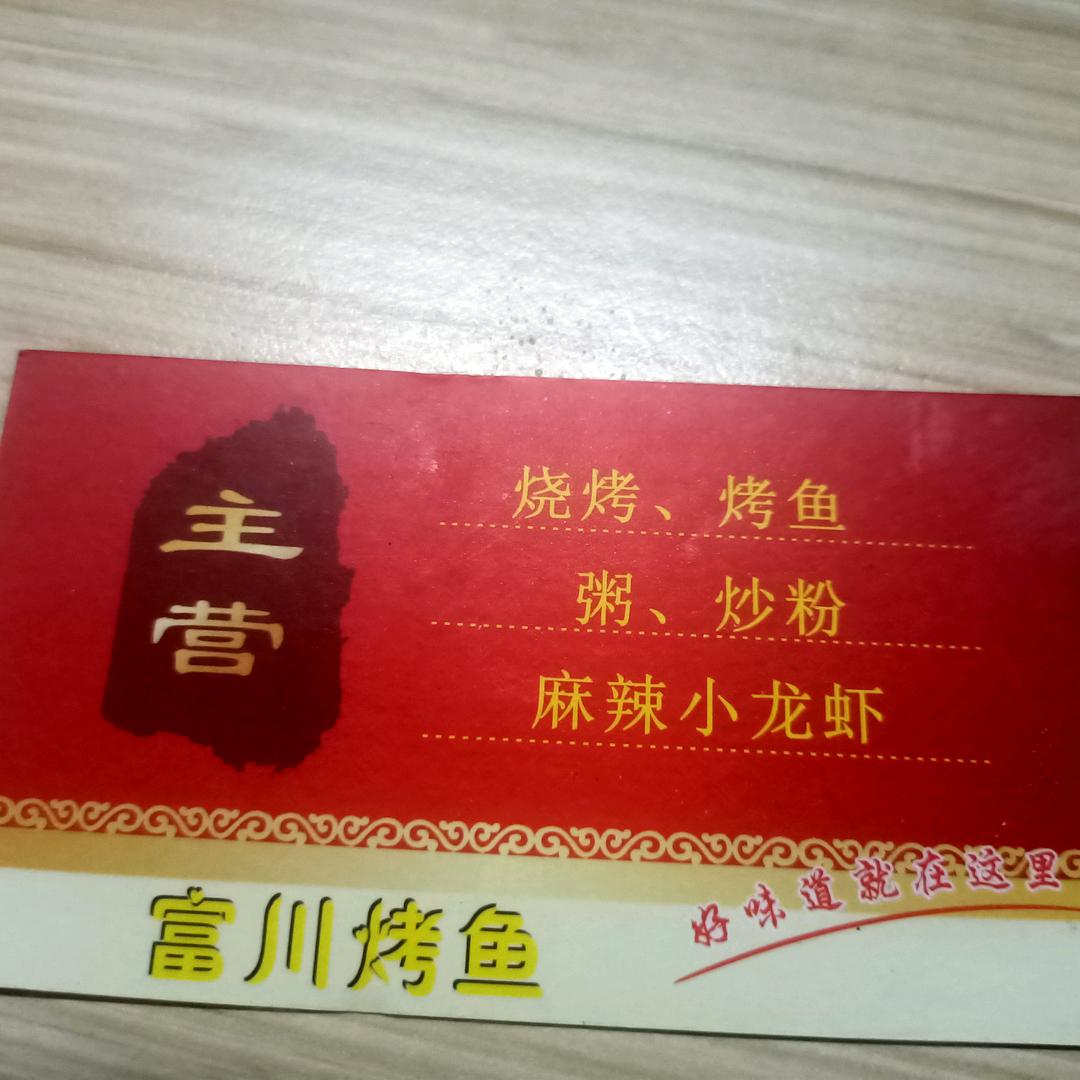 主营
烧烤、烤鱼
粥、炒粉
麻辣小龙虾
富川烤鱼
好味道就在这里